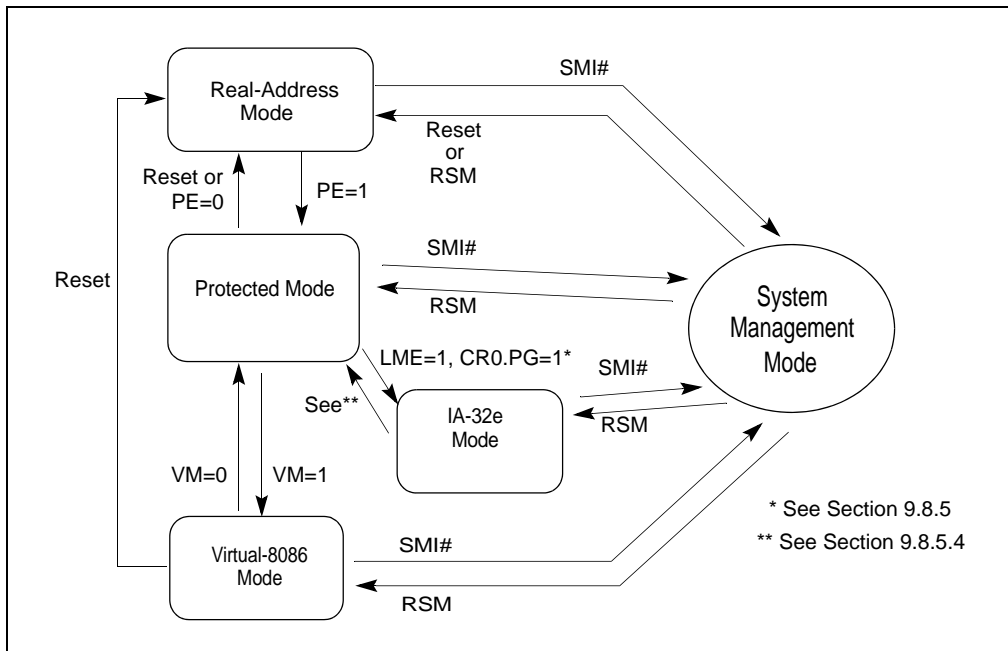 SMI#
Real-Address
Mode
Reset
or
RSM
Reset or
PE=0
PE=1
SMI#
Reset
Protected Mode
RSM
System
Management
Mode
LME=1, CR0.PG=1*
SMI#
See**
IA-32e
Mode
RSM
VM=0
VM=1
* See Section 9.8.5
** See Section 9.8.5.4
Virtual-8086
Mode
SMI#
RSM